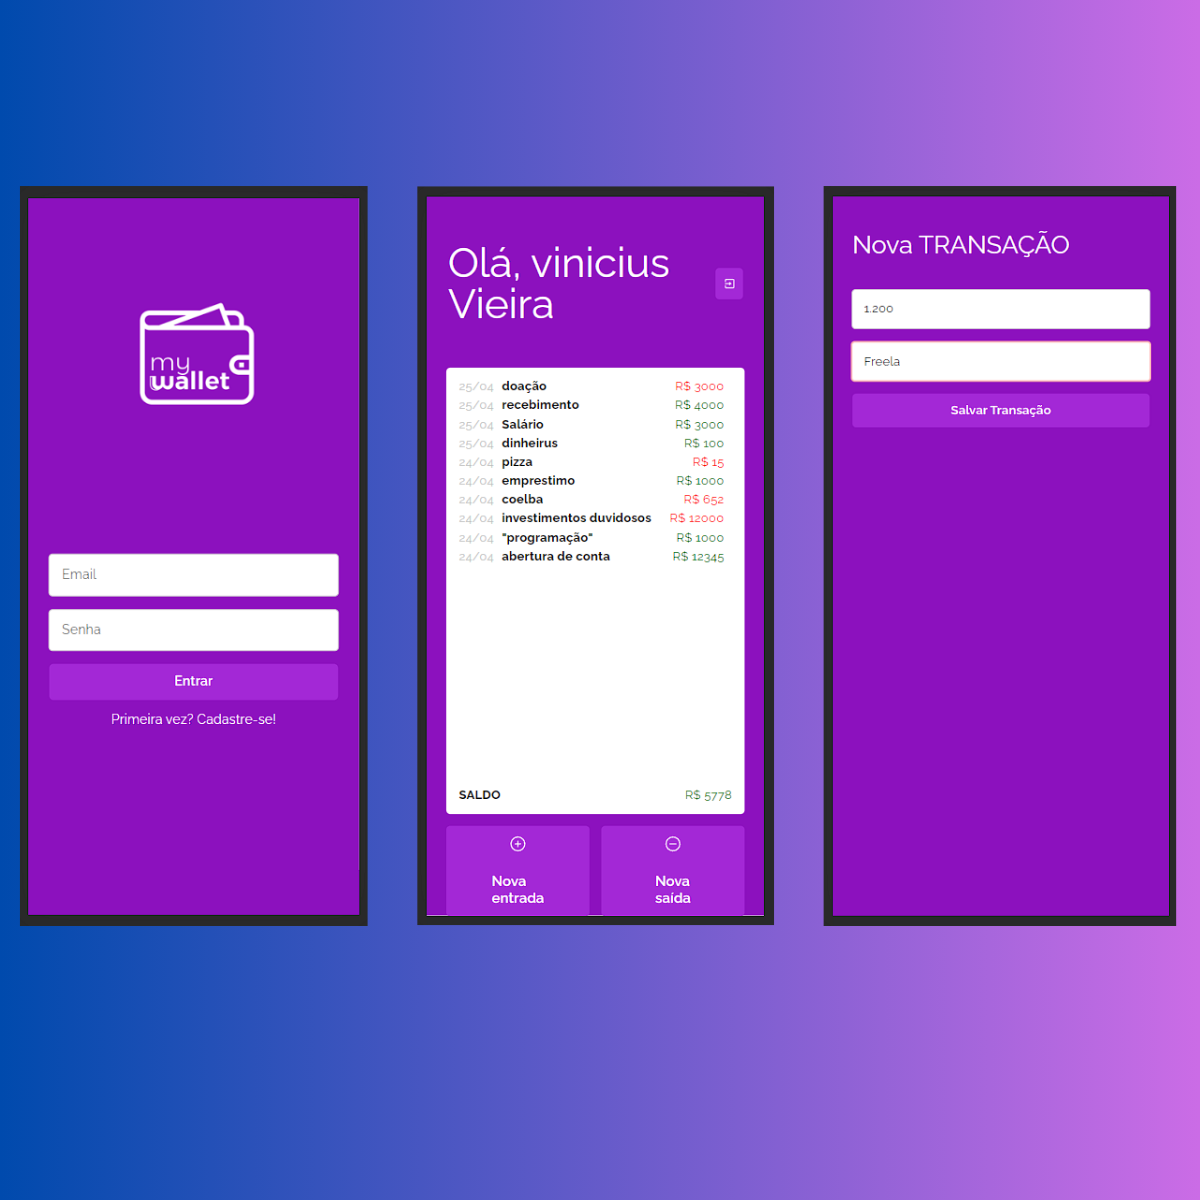 my
wallet
Email
Senha
Entrar
Primeira vez? Cadastre-se!
Olá, vinicius
Vieira
25/04 doação R$ 3000
25/04 recebimento R$ 4000
25/04 Salário R$ 3000
25/04 dinheirus R$ 100
24/04 pizza R$ 15
24/04 emprestimo R$ 1000
24/04 coelba R$ 652
24/04 investimentos duvidosos R$ 12000
24/04 "programação" R$ 1000
24/04 abertura de conta R$ 12345
SALDO R$ 5778
Nova
entrada
Nova
saída
Nova TRANSAÇÃO
1.200
Freela
Salvar Transação